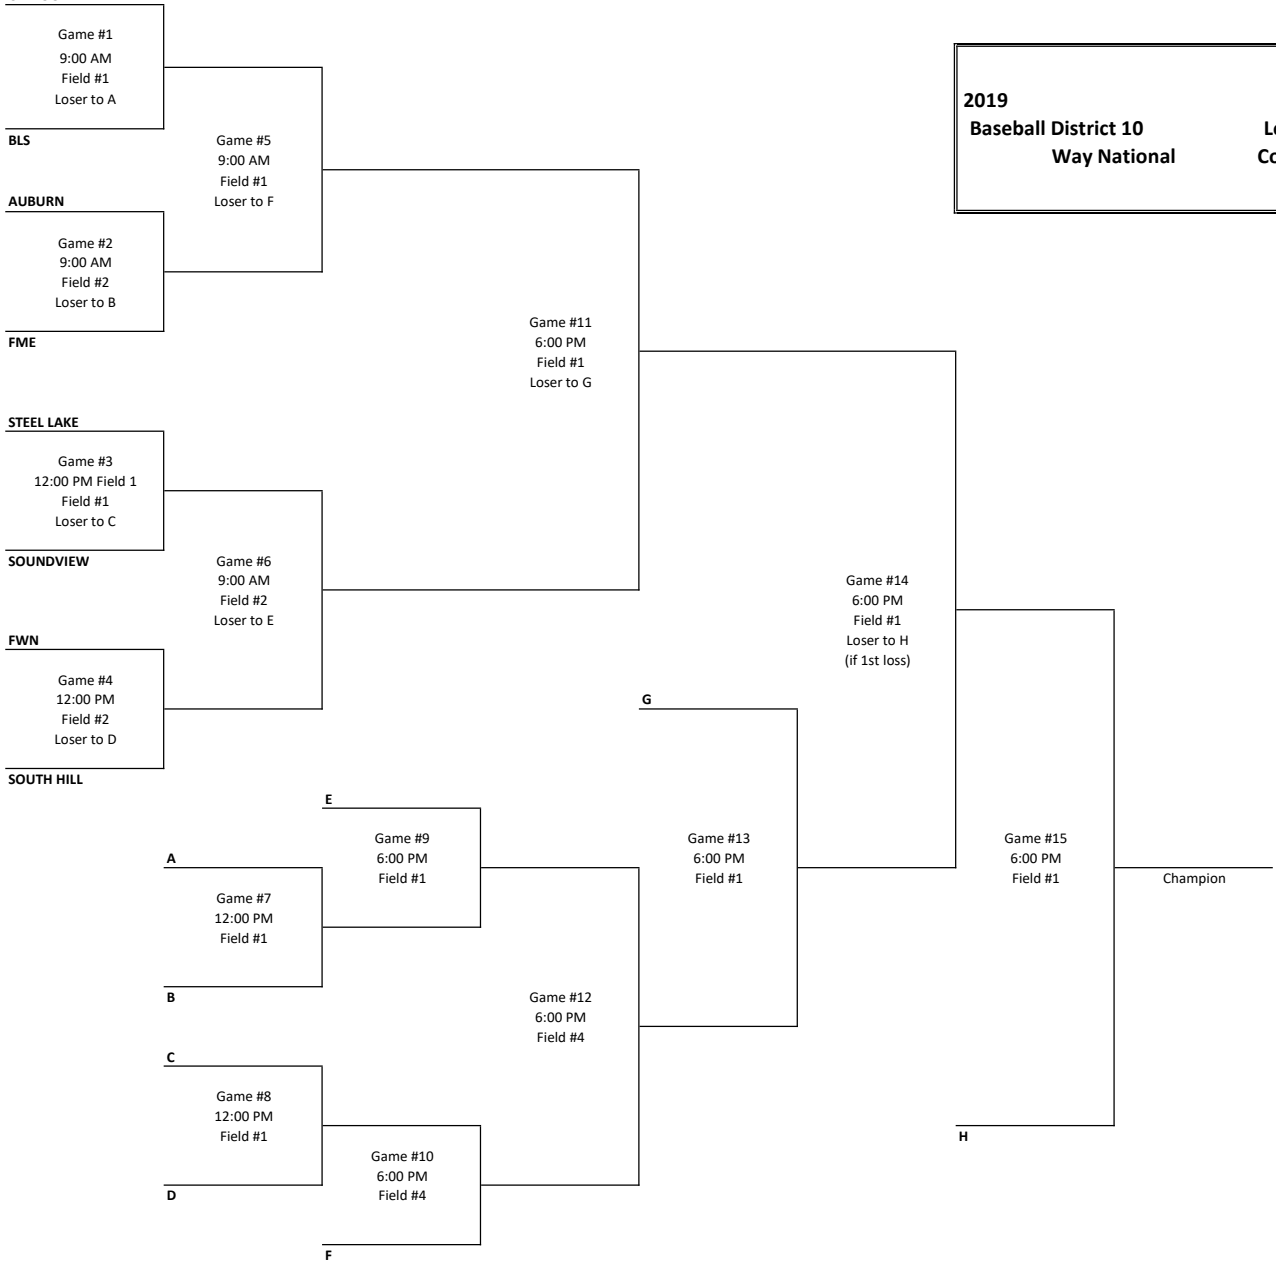 Game #1
9:00 AM
Field #1
Loser to A
BLS
2019
Baseball District 10
Way National
Game #5
9:00 AM
Field #1
Loser to F
AUBURN
Game #2
9:00 AM
Field #2
Loser to B
FME
Game #11
6:00 PM
Field #1
Loser to G
STEEL LAKE
Game #3
12:00 PM Field 1
Field #1
Loser to C
SOUNDVIEW
Game #6
9:00 AM
Field #2
Loser to E
Game #14
6:00 PM
Field #1
Loser to H
(if 1st loss)
FWN
Game #4
12:00 PM
Field #2
Loser to D
SOUTH HILL
G
E
Game #9
6:00 PM
Field #1
Game #13
6:00 PM
Field #1
Game #15
6:00 PM
Field #1
Champion
A
Game #7
12:00 PM
Field #1
B
Game #12
6:00 PM
Field #4
C
Game #8
12:00 PM
Field #1
D
Game #10
6:00 PM
Field #4
F
H